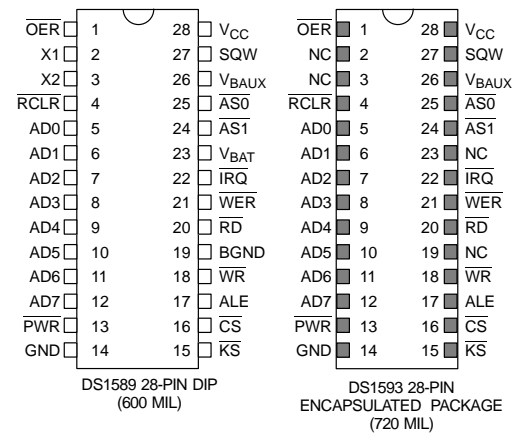 OER 1 28 VCC
X1 2 27 SQW
X2 3 26 VBAUX
RCLR 4 25 AS0
AD0 5 24 AS1
AD1 6 23 VBAT
AD2 7 22 IRQ
AD3 8 21 WER
AD4 9 20 RD
AD5 10 19 BGND
AD6 11 18 WR
AD7 12 17 ALE
PWR 13 16 CS
GND 14 15 KS
DS1589 28-PIN DIP
(600 MIL)
OER 1 28 VCC
NC 2 27 SQW
NC 3 26 VBAUX
RCLR 4 25 AS0
AD0 5 24 AS1
AD1 6 23 NC
AD2 7 22 IRQ
AD3 8 21 WER
AD4 9 20 RD
AD5 10 19 NC
AD6 11 18 WR
AD7 12 17 ALE
PWR 13 16 CS
GND 14 15 KS
DS1593 28-PIN
ENCAPSULATED PACKAGE
(720 MIL)